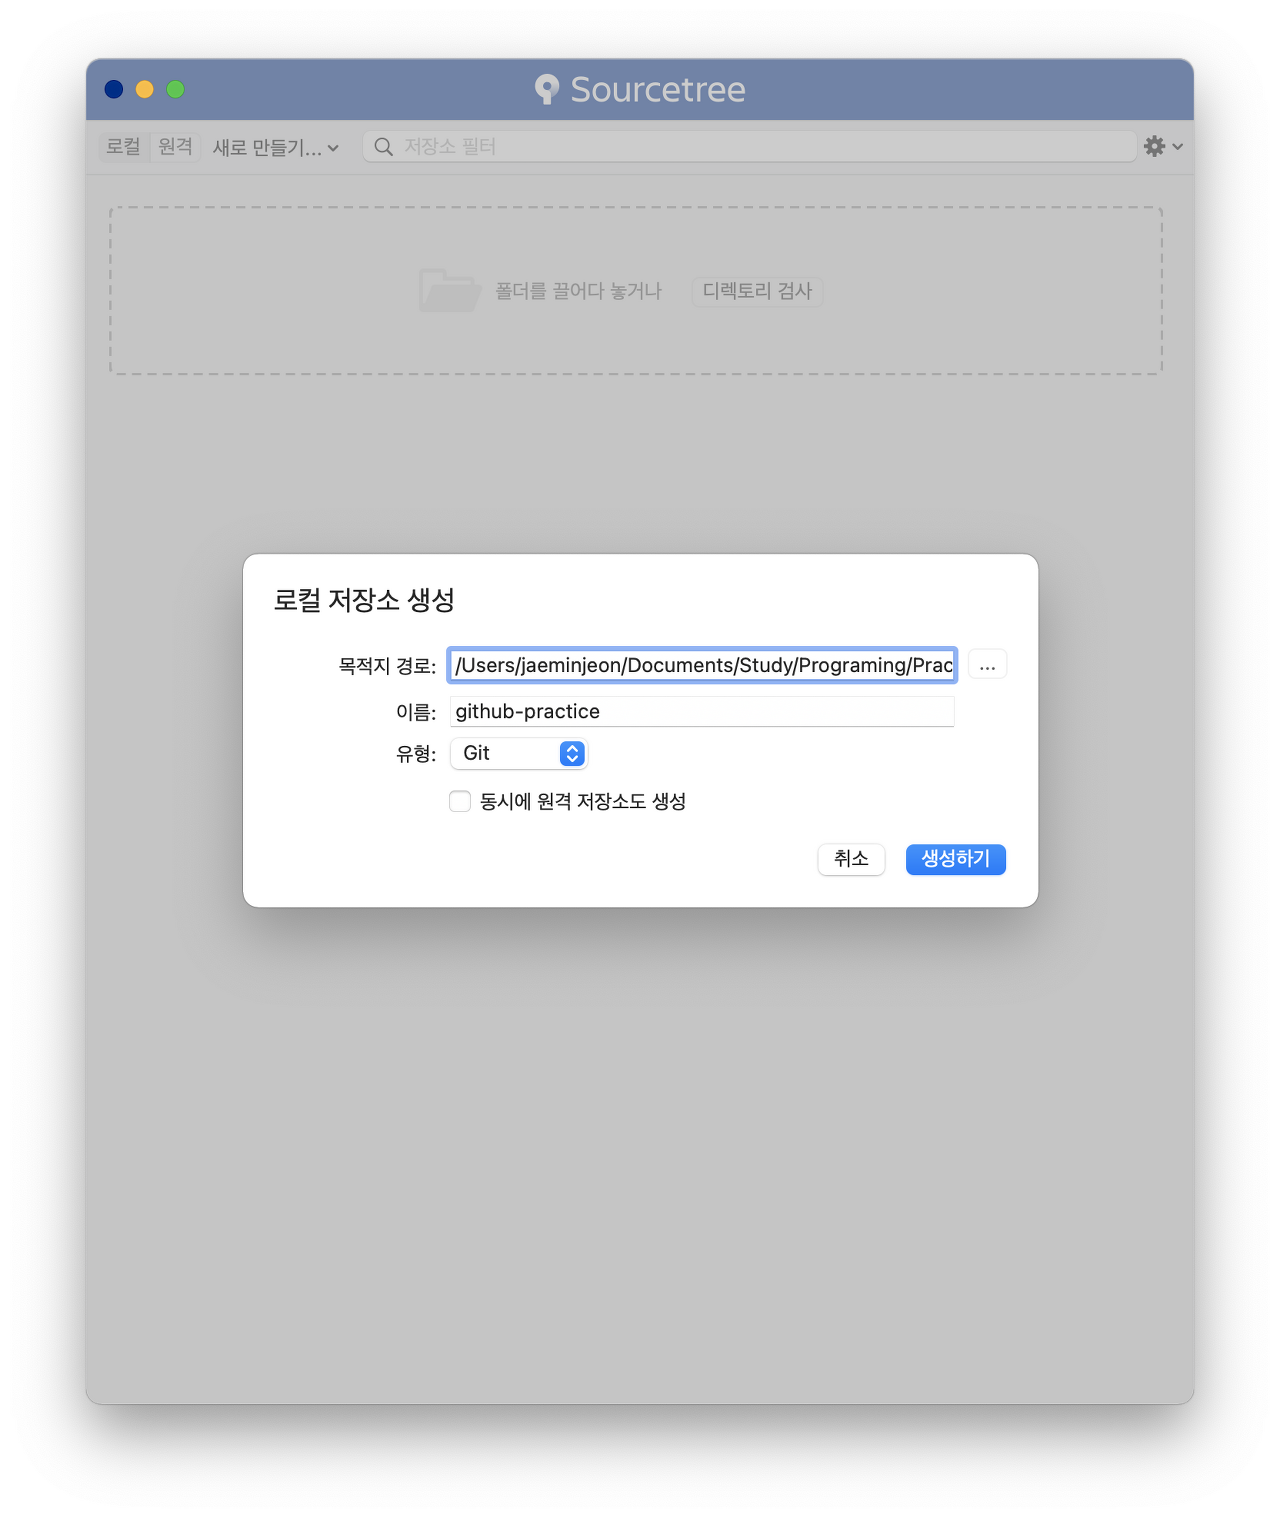 Sourcetree
로컬 원격 새로 만들기... 저장소 필터
폴더를 끌어다 놓거나 디렉토리 검사
로컬 저장소 생성
목적지 경로: /Users/jaeminjeon/Documents/Study/Programing/Prac ...
이름: github-practice
유형: Git
동시에 원격 저장소도 생성
취소 생성하기